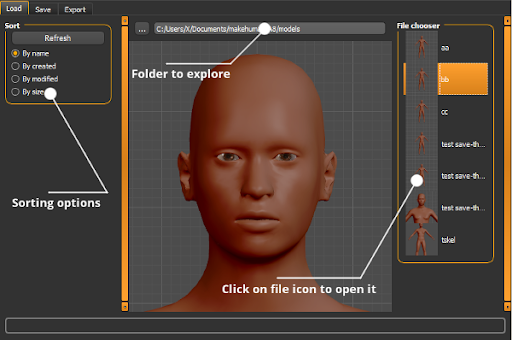 Load Save Export
Sort
Refresh
By name
By created
By modified
By size
Sorting options
... C:/Users/X/Documents/makehum A8/models
Folder to explore
Click on file icon to open it
File chooser
aa
bb
cc
test save-th...
test save-th...
test save-th...
tskel